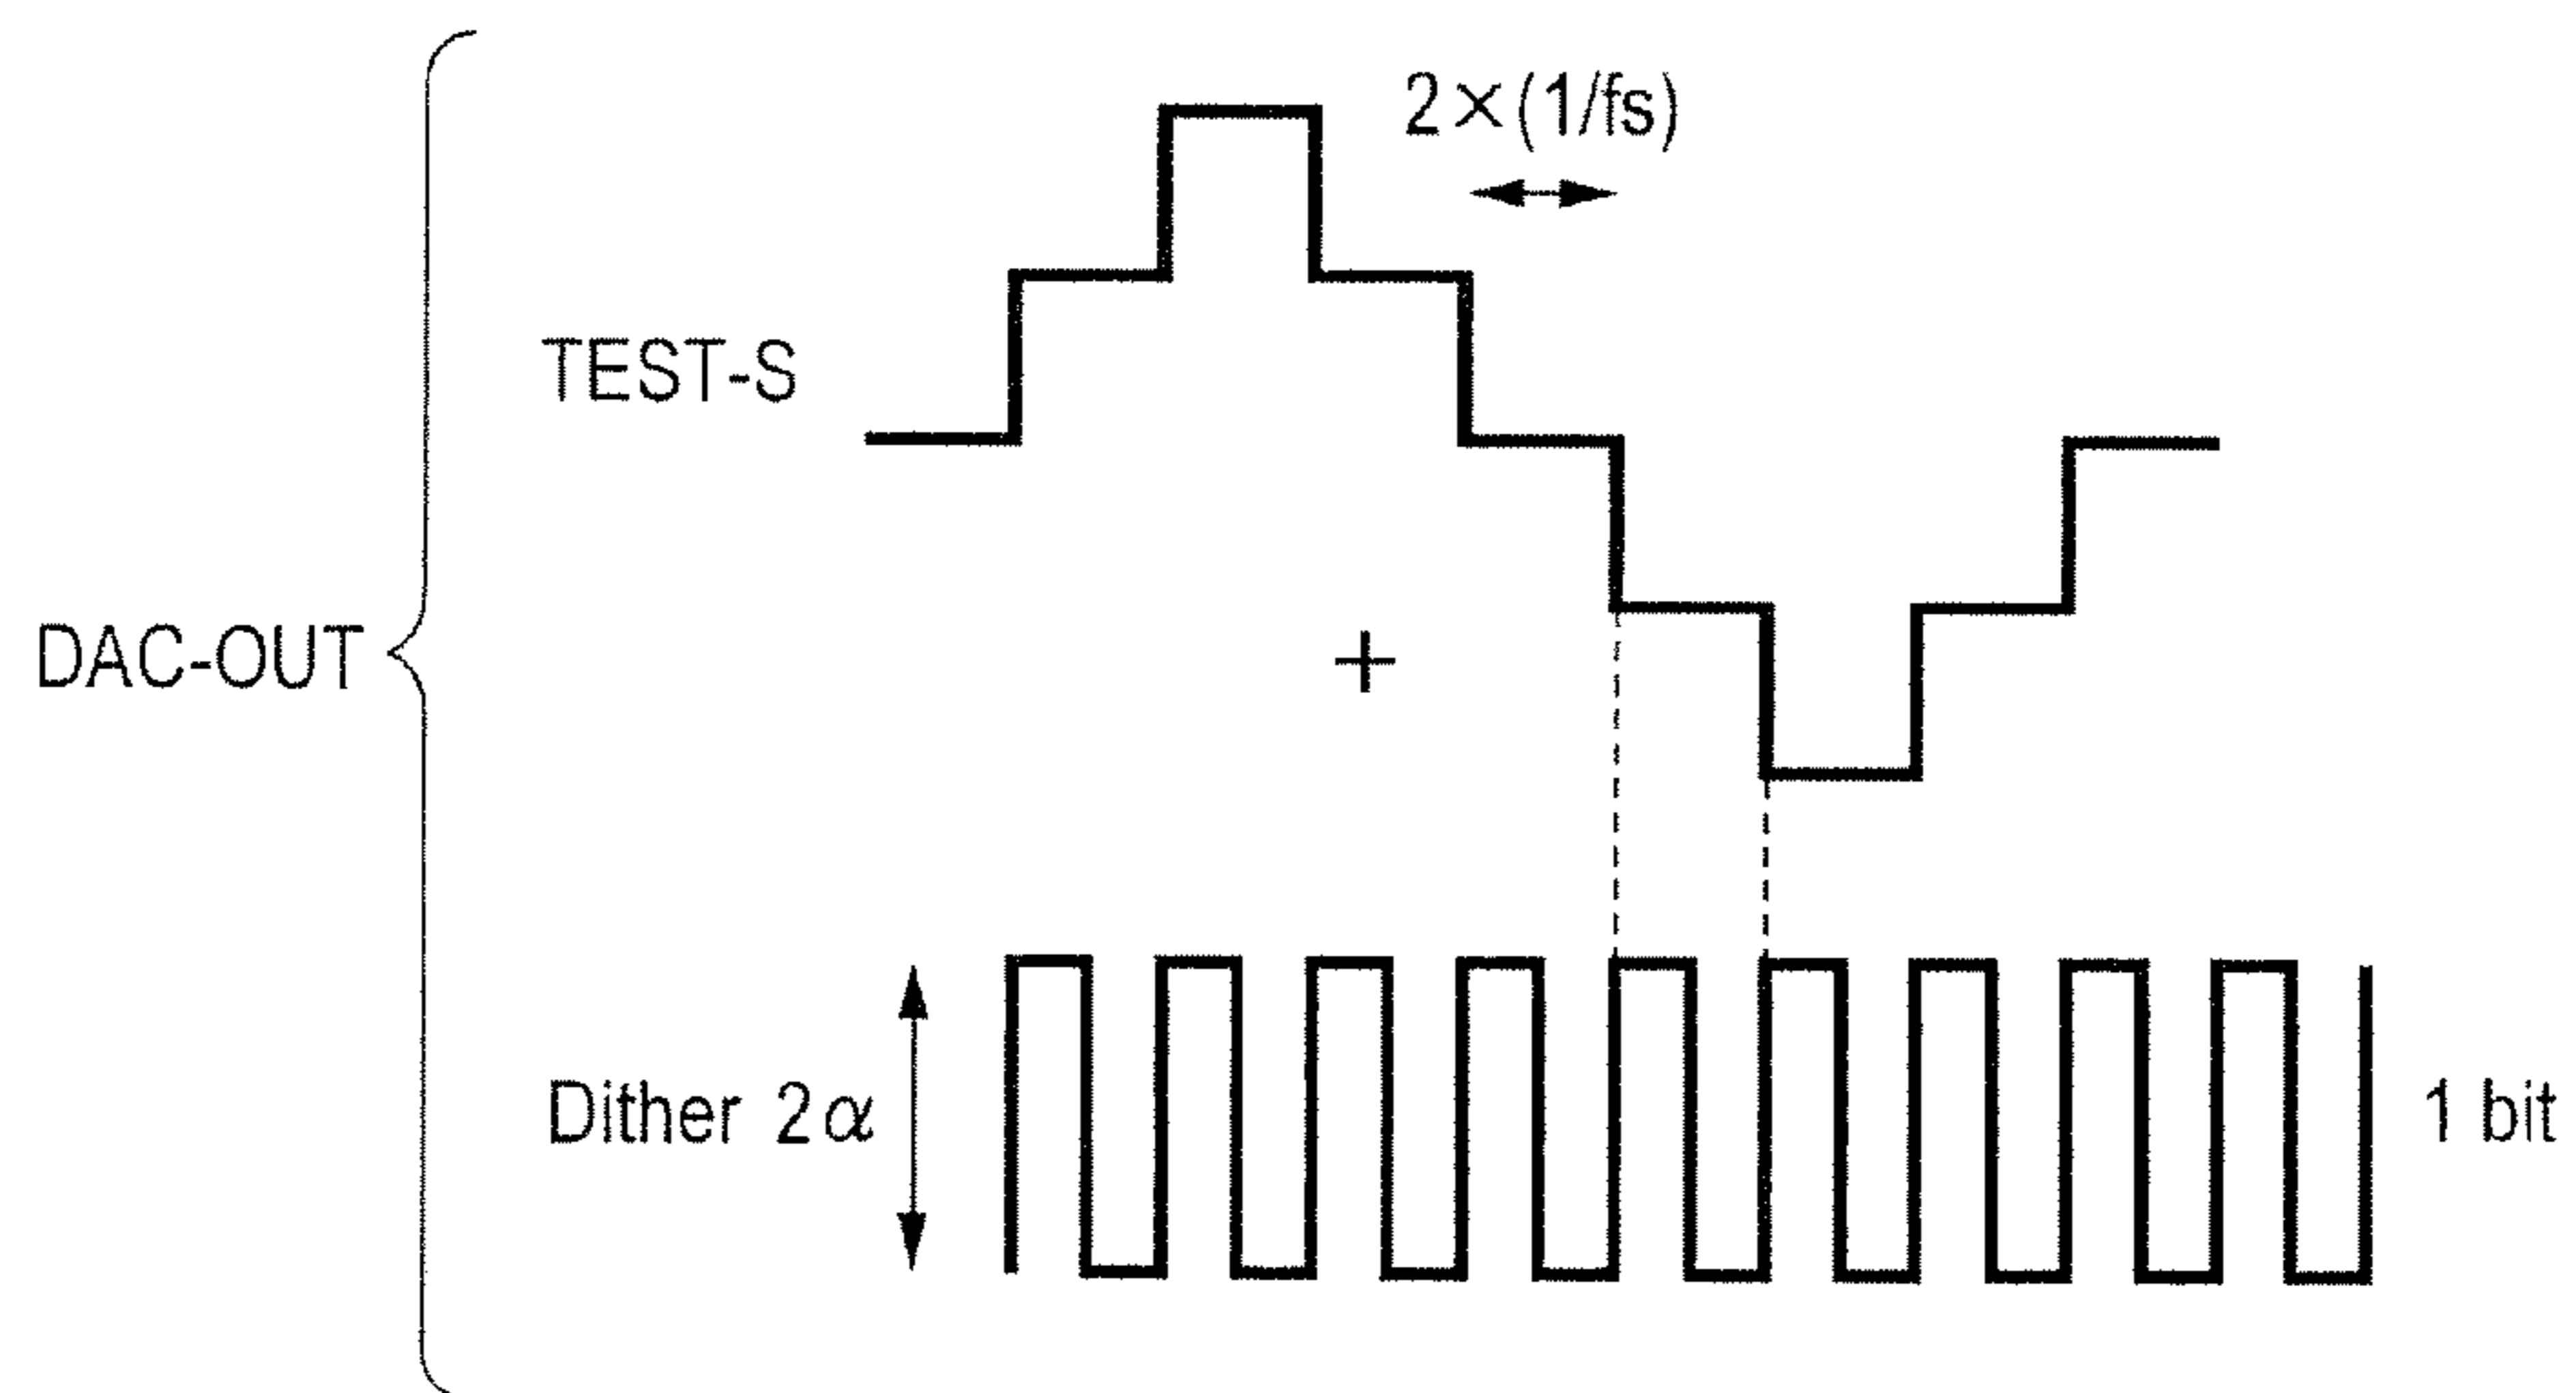 2×(1/fs)
TEST-S
DAC-OUT
+
Dither 2α
1 bit